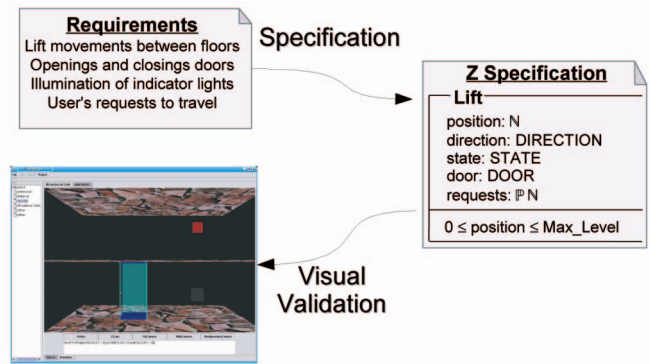 Requirements
Lift movements between floors
Openings and closings doors
Illumination of indicator lights
User's requests to travel
Specification
Z Specification
Lift
position: ℕ
direction: DIRECTION
state: STATE
door: DOOR
requests: ℙ ℕ
0 ≤ position ≤ Max_Level
Visual
Validation